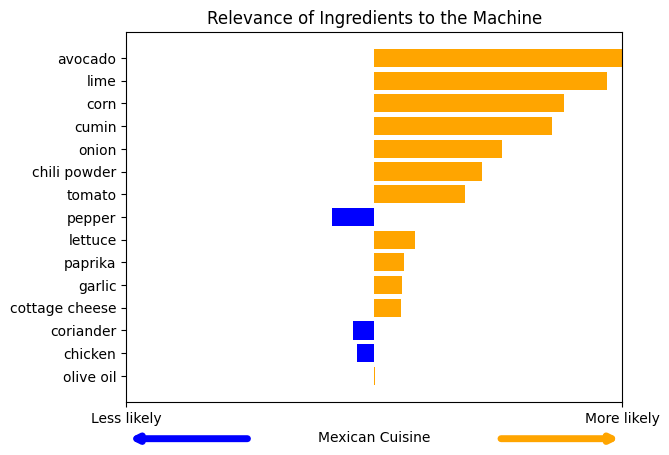 Relevance of Ingredients to the Machine
avocado
lime
corn
cumin
onion
chili powder
tomato
pepper
lettuce
paprika
garlic
cottage cheese
coriander
chicken
olive oil
Less likely
More likely
Mexican Cuisine